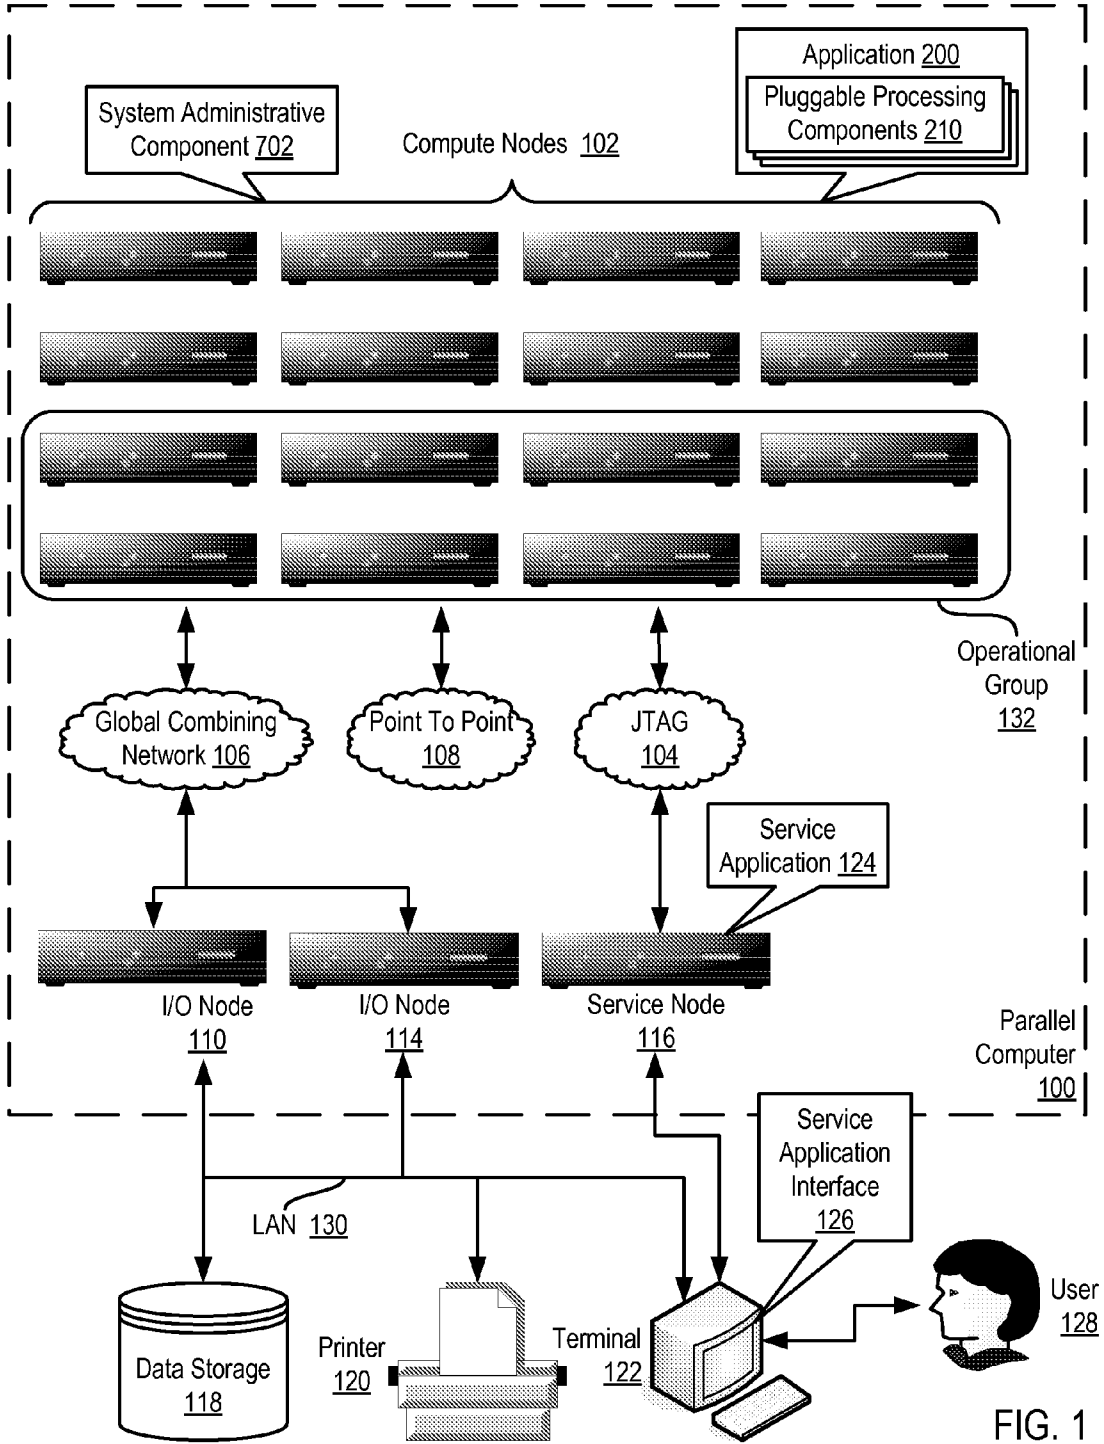 Application 200
Pluggable Processing
Components 210
System Administrative
Component 702
Compute Nodes 102
Operational
Group
132
Global Combining
Network 106
Point To Point
108
JTAG
104
Service
Application 124
I/O Node
110
I/O Node
114
Service Node
116
Parallel
Computer
100
Service
Application
Interface
126
LAN 130
User
128
Data Storage
118
Printer
120
Terminal
122
FIG. 1